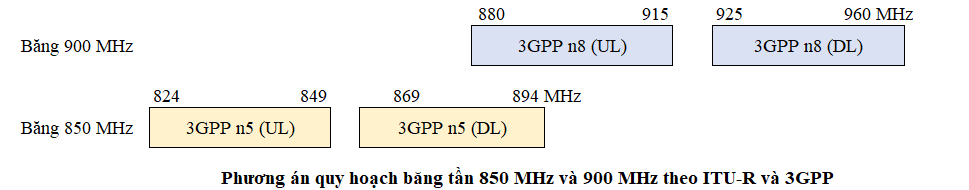 880 915 925 960 MHz
Băng 900 MHz 3GPP n8 (UL) 3GPP n8 (DL)
824 849 869 894 MHz
Băng 850 MHz 3GPP n5 (UL) 3GPP n5 (DL)
Phương án quy hoạch băng tần 850 MHz và 900 MHz theo ITU-R và 3GPP